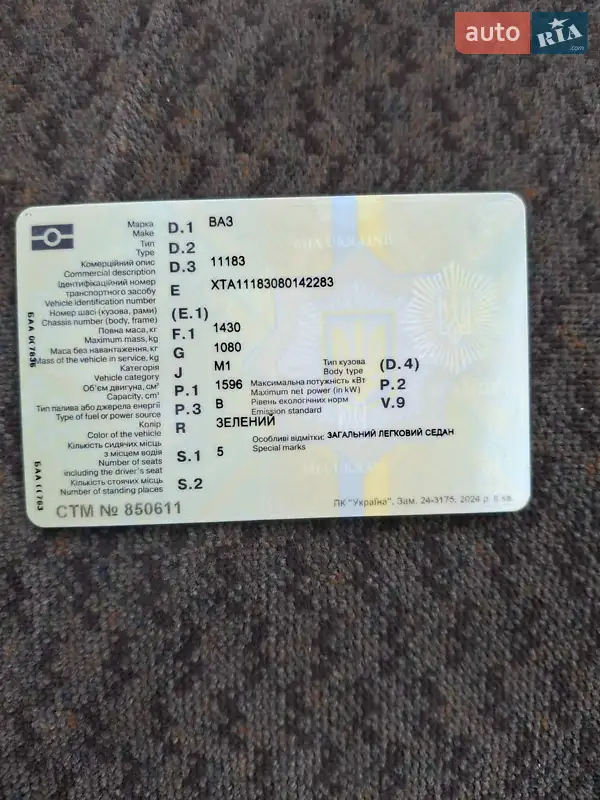 auto RIA .com
Марка D.1 ВАЗ
Make
Тип D.2
Type
Комерційний опис D.3 11183
Commercial description
Ідентифікаційний номер
транспортного засобу E XTA11183080142283
Vehicle identification number
Номер шасі (кузова, рами) (E.1)
Chassis number (body, frame)
Повна маса, кг F.1 1430
Maximum mass, kg
Маса без навантаження, кг G 1080
Mass of the vehicle in service, kg
Категорія J M1
Vehicle category
Тип кузова (D.4)
Body type
Об'єм двигуна, см³ P.1 1596
Capacity, cm³
Максимальна потужність кВт P.2
Maximum net power (in kW)
Тип палива або джерела енергії P.3 B
Type of fuel or power source
Рівень екологічних норм V.9
Emission standard
Колір R ЗЕЛЕНИЙ
Color of the vehicle
Особливі відмітки: ЗАГАЛЬНИЙ ЛЕГКОВИЙ СЕДАН
Special marks
Кількість сидячих місць
з місцем водія S.1 5
Number of seats
including the driver's seat
Кількість стоячих місць S.2
Number of standing places
СТМ № 850611
ПК "Україна", Зам. 24-3175, 2024 р.
БАА
БАА